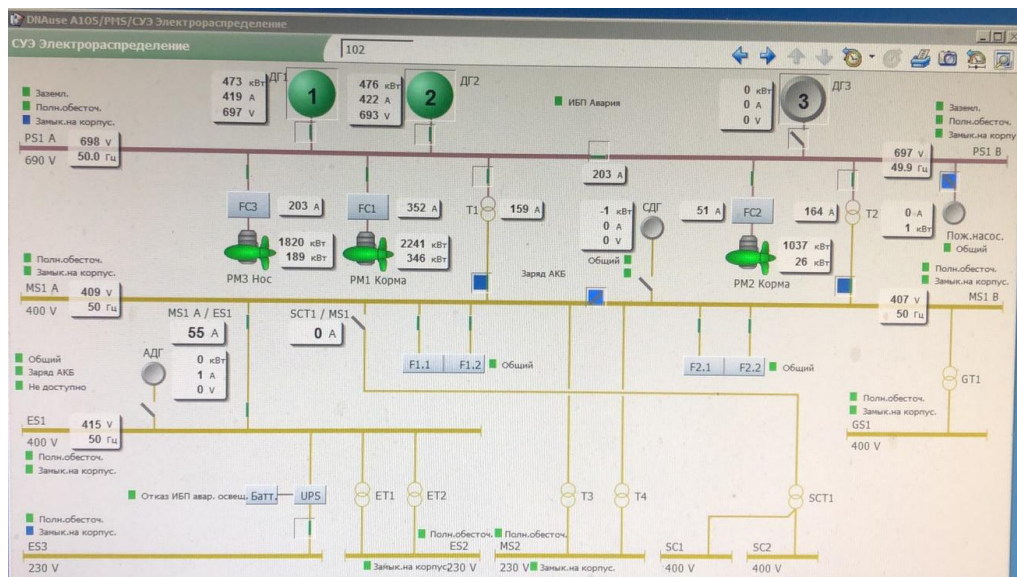 DNAuse A105/PMS/СУЭ Электрораспределение
СУЭ Электрораспределение
102
473 кВт
419 А
697 V
ДГ1
1
476 кВт
422 А
693 V
2
ДГ2
ИБП Авария
0 кВт
0 А
0 V
3
ДГ3
Заземл.
Полн.обесточ.
Замык.на корпус.
Заземл.
Полн.обесточ.
Замык.на корпу
PS1 A
698 V
50.0 Гц
690 V
697 V
49.9 Гц
PS1 B
203 А
FC3
203 А
FC1
352 А
T1
159 А
-1 кВт
0 А
0 V
СДГ
51 А
FC2
164 А
T2
0 А
1 кВт
Пож.насос.
Общий
1820 кВт
189 кВт
PM3 Нос
2241 кВт
346 кВт
PM1 Корма
Общий
Заряд АКБ
1037 кВт
26 кВт
PM2 Корма
Полн.обесточ.
Замык.на корпус.
Полн.обесточ.
Замык.на корпус.
MS1 A
409 V
50 Гц
400 V
407 V
50 Гц
MS1 B
400 V
MS1 A / ES1
55 А
SCT1 / MS1
0 А
Общий
Заряд АКБ
Не доступно
АДГ
0 кВт
1 А
0 V
F1.1
F1.2
Общий
F2.1
F2.2
Общий
GT1
Полн.обесточ.
Замык.на корпус.
GS1
400 V
ES1
415 V
50 Гц
400 V
Полн.обесточ.
Замык.на корпус.
Отказ ИБП авар. освещ.
Батт.
UPS
ET1
ET2
T3
T4
SCT1
Полн.обесточ.
Замык.на корпус.
ES3
230 V
Полн.обесточ.
ES2
Замык.на корпус
230 V
Полн.обесточ.
MS2
230 V
Замык.на корпус.
SC1
400 V
SC2
400 V